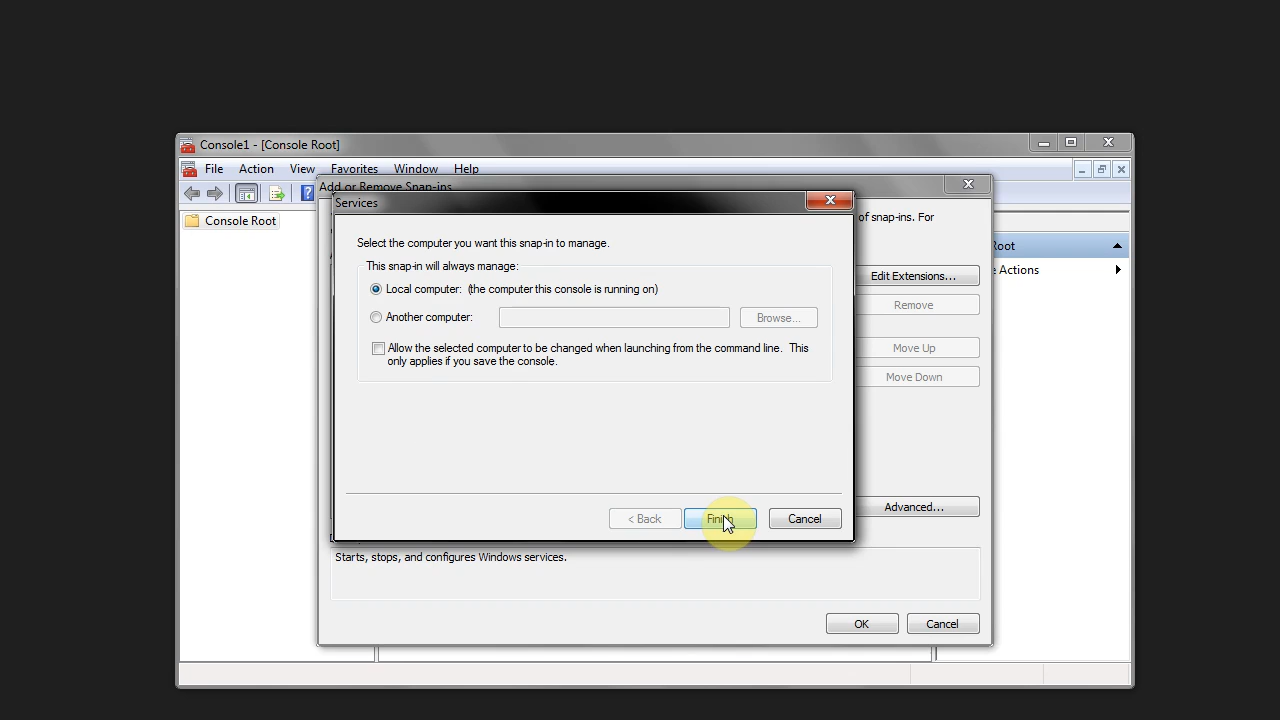 Console1 - [Console Root]
File Action View Favorites Window Help
Add or Remove Snap-ins
Services
Console Root
of snap-ins. For
Root
Actions
Select the computer you want this snap-in to manage.
This snap-in will always manage:
Local computer: (the computer this console is running on)
Another computer:
Browse...
Allow the selected computer to be changed when launching from the command line. This
only applies if you save the console.
Edit Extensions...
Remove
Move Up
Move Down
Advanced...
< Back
Finish
Cancel
Starts, stops, and configures Windows services.
OK
Cancel